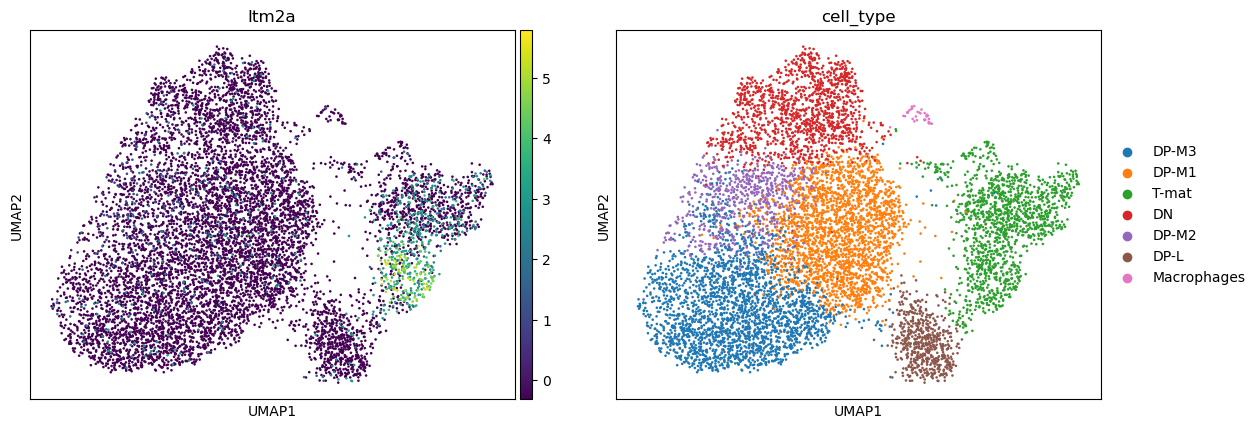 Itm2a
UMAP2
UMAP1
5
4
3
2
1
0
cell_type
UMAP2
UMAP1
DP-M3
DP-M1
T-mat
DN
DP-M2
DP-L
Macrophages